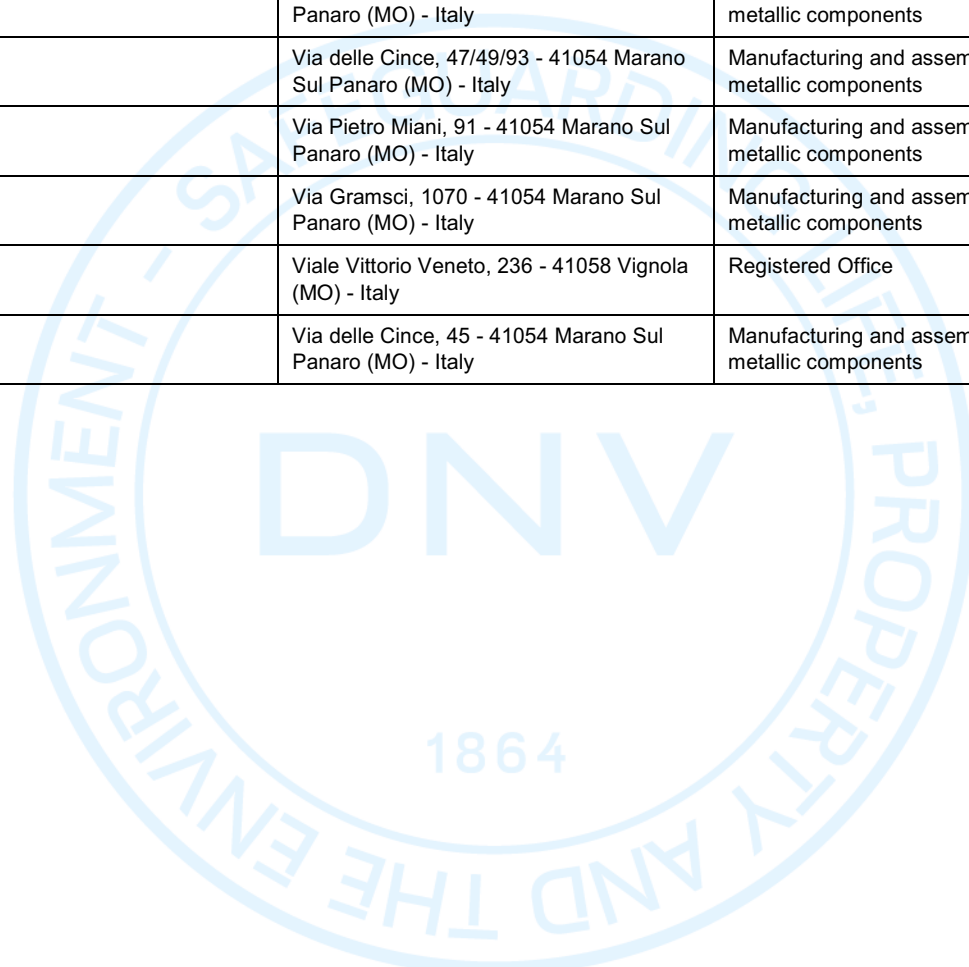 Panaro (MO) - Italy
metallic components
Via delle Cince, 47/49/93 - 41054 Marano
Sul Panaro (MO) - Italy
Manufacturing and assem
metallic components
Via Pietro Miani, 91 - 41054 Marano Sul
Panaro (MO) - Italy
Manufacturing and assem
metallic components
Via Gramsci, 1070 - 41054 Marano Sul
Panaro (MO) - Italy
Manufacturing and assem
metallic components
Viale Vittorio Veneto, 236 - 41058 Vignola
(MO) - Italy
Registered Office
Via delle Cince, 45 - 41054 Marano Sul
Panaro (MO) - Italy
Manufacturing and assem
metallic components
SAFEGUARDING LIFE, PROPERTY AND THE ENVIRONMENT -
DNV
1864